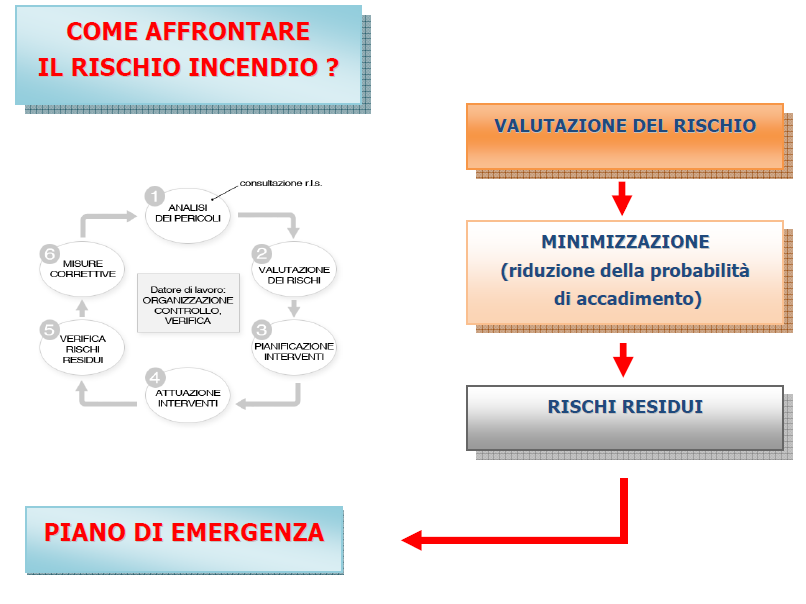 COME AFFRONTARE
IL RISCHIO INCENDIO ?
VALUTAZIONE DEL RISCHIO
MINIMIZZAZIONE
(riduzione della probabilità
di accadimento)
RISCHI RESIDUI
consultazione r.l.s.
1
ANALISI
DEI PERICOLI
2
VALUTAZIONE
DEI RISCHI
3
PIANIFICAZIONE
INTERVENTI
4
ATTUAZIONE
INTERVENTI
5
VERIFICA
RISCHI
RESIDUI
6
MISURE
CORRETTIVE
Datore di lavoro:
ORGANIZZAZIONE
CONTROLLO,
VERIFICA
PIANO DI EMERGENZA